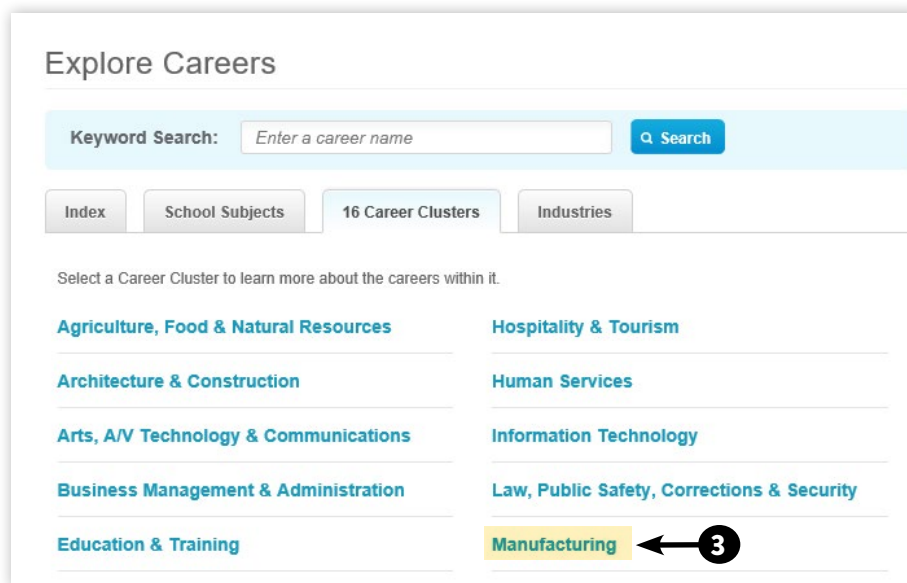 Explore Careers
Keyword Search: Enter a career name Search
Index School Subjects 16 Career Clusters Industries
Select a Career Cluster to learn more about the careers within it.
Agriculture, Food & Natural Resources Hospitality & Tourism
Architecture & Construction Human Services
Arts, A/V Technology & Communications Information Technology
Business Management & Administration Law, Public Safety, Corrections & Security
Education & Training Manufacturing 3